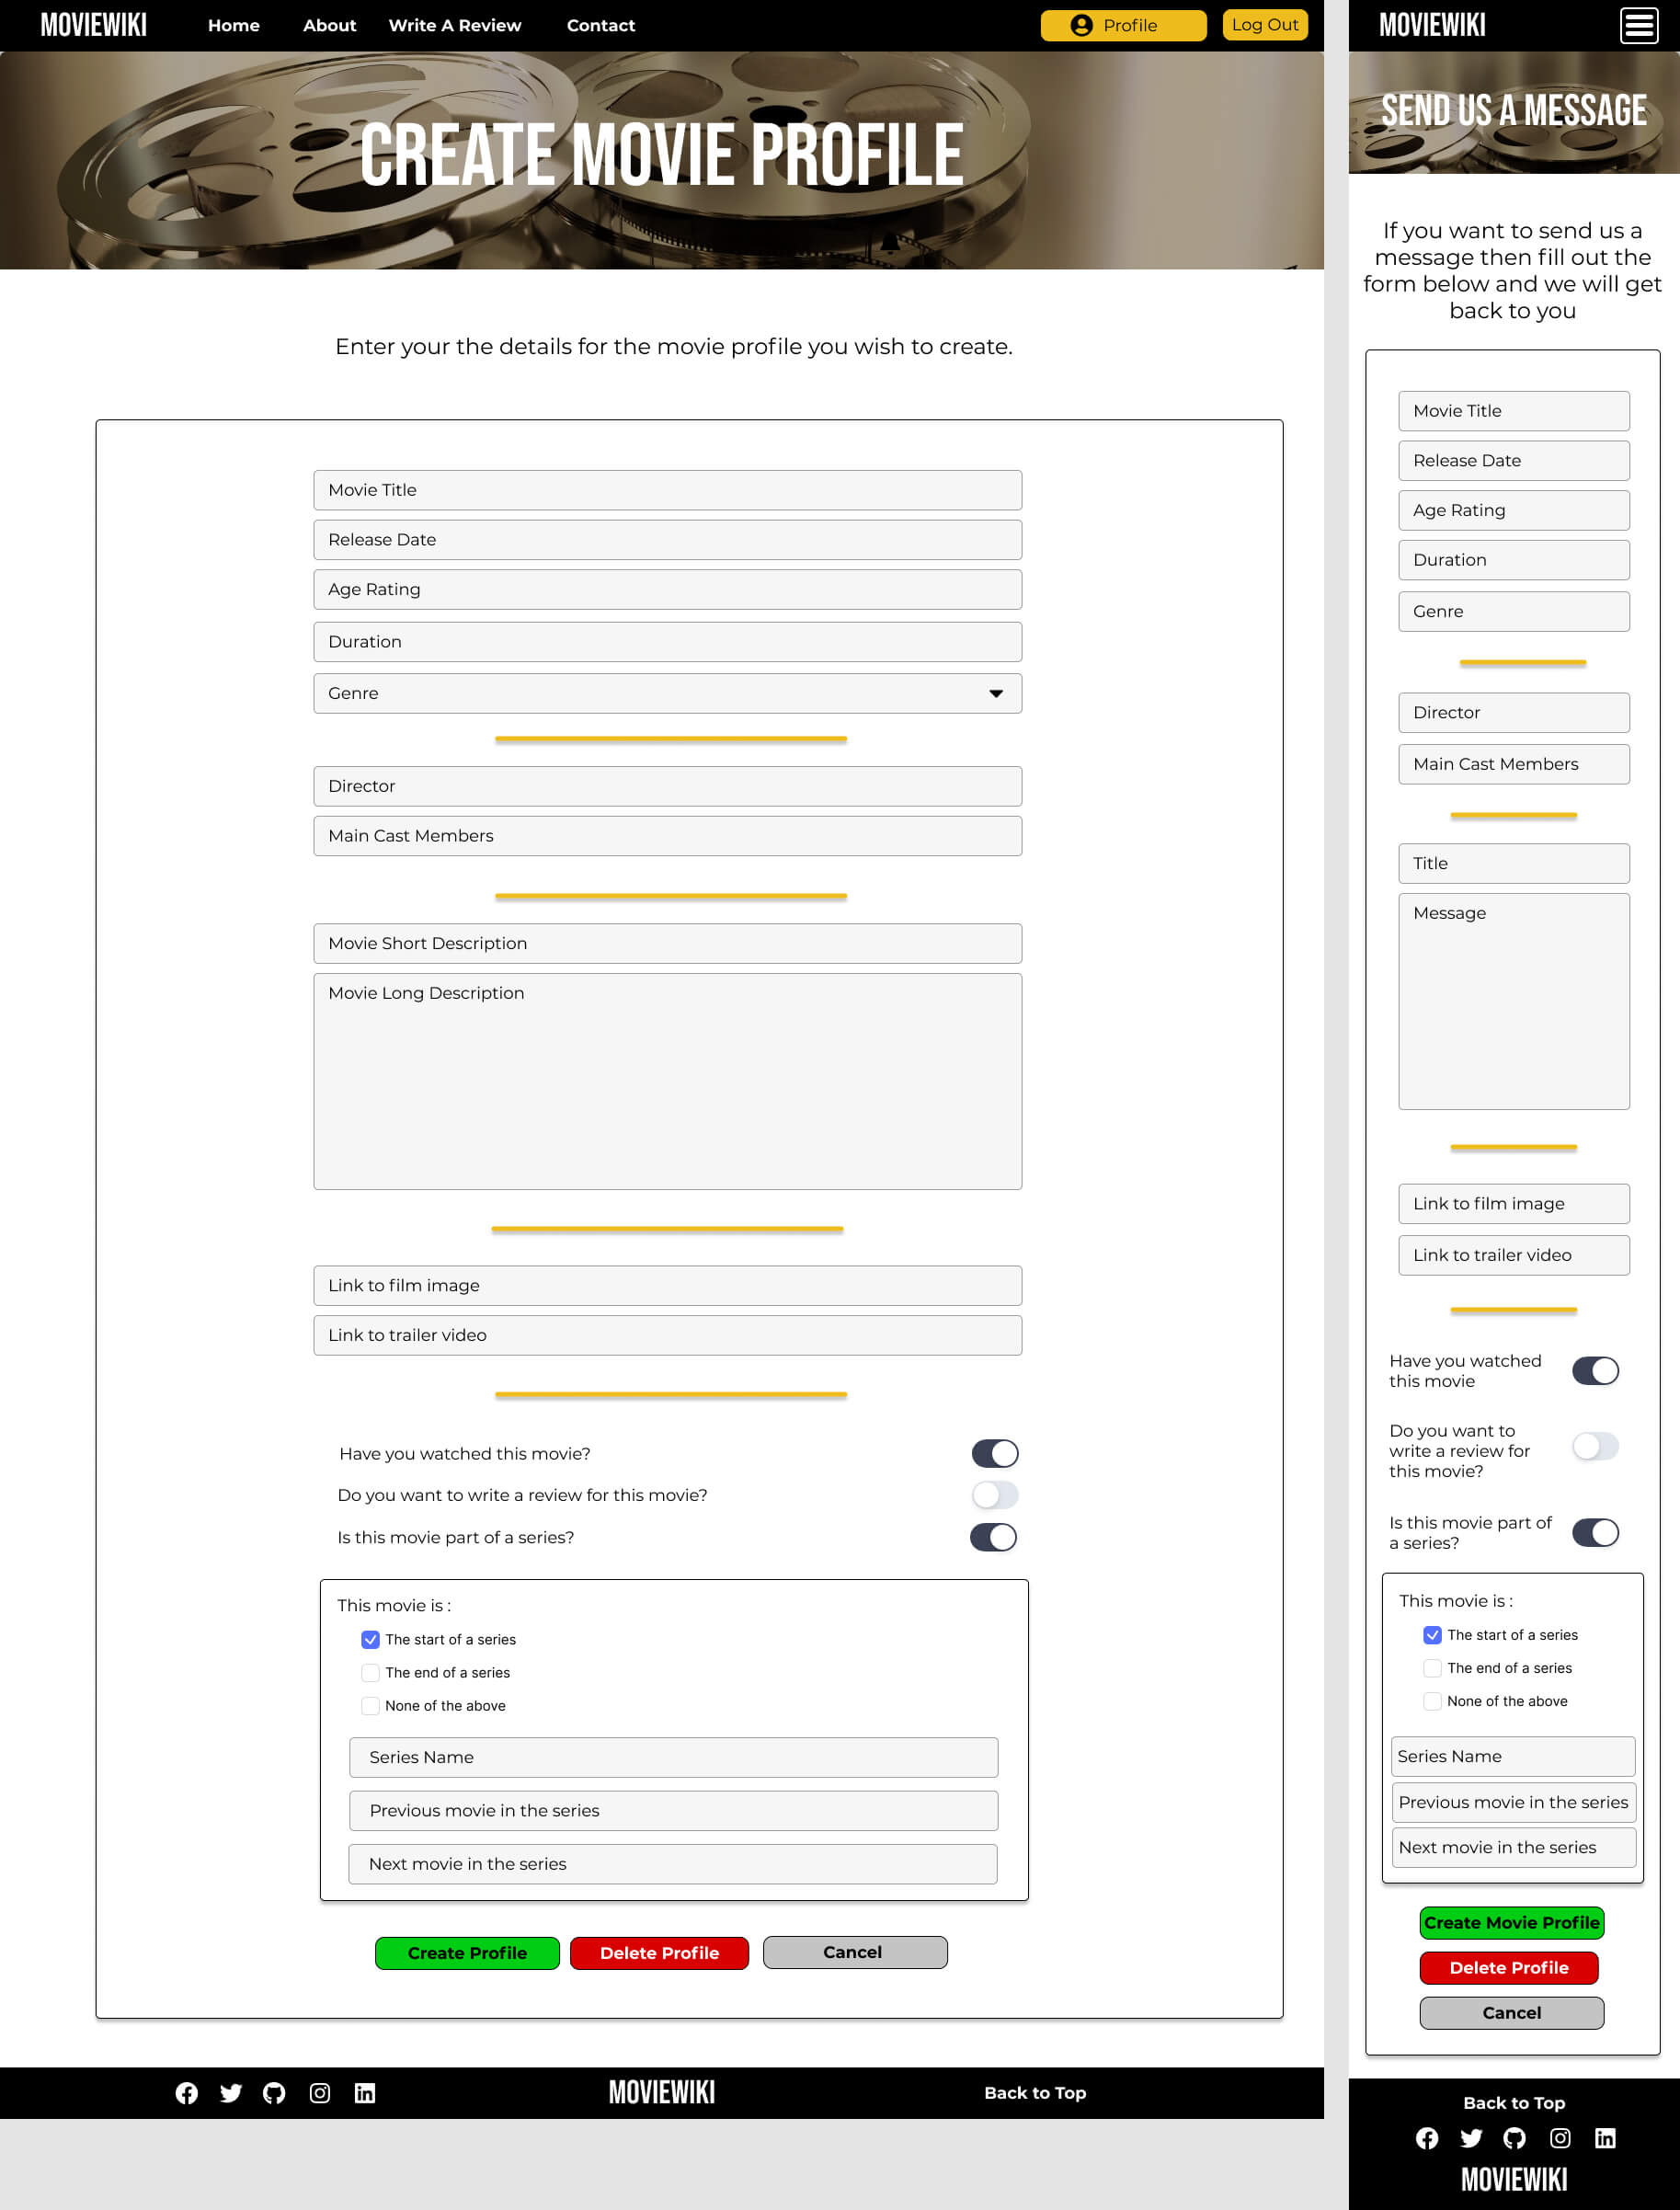 MOVIEWIKI
Home
About
Write A Review
Contact
Profile
Log Out
CREATE MOVIE PROFILE
Enter your the details for the movie profile you wish to create.
Movie Title
Release Date
Age Rating
Duration
Genre
Director
Main Cast Members
Movie Short Description
Movie Long Description
Link to film image
Link to trailer video
Have you watched this movie?
Do you want to write a review for this movie?
Is this movie part of a series?
This movie is :
The start of a series
The end of a series
None of the above
Series Name
Previous movie in the series
Next movie in the series
Create Profile
Delete Profile
Cancel
MOVIEWIKI
Back to Top
MOVIEWIKI
SEND US A MESSAGE
If you want to send us a
message then fill out the
form below and we will get
back to you
Movie Title
Release Date
Age Rating
Duration
Genre
Director
Main Cast Members
Title
Message
Link to film image
Link to trailer video
Have you watched
this movie
Do you want to
write a review for
this movie?
Is this movie part of
a series?
This movie is :
The start of a series
The end of a series
None of the above
Series Name
Previous movie in the series
Next movie in the series
Create Movie Profile
Delete Profile
Cancel
Back to Top
MOVIEWIKI